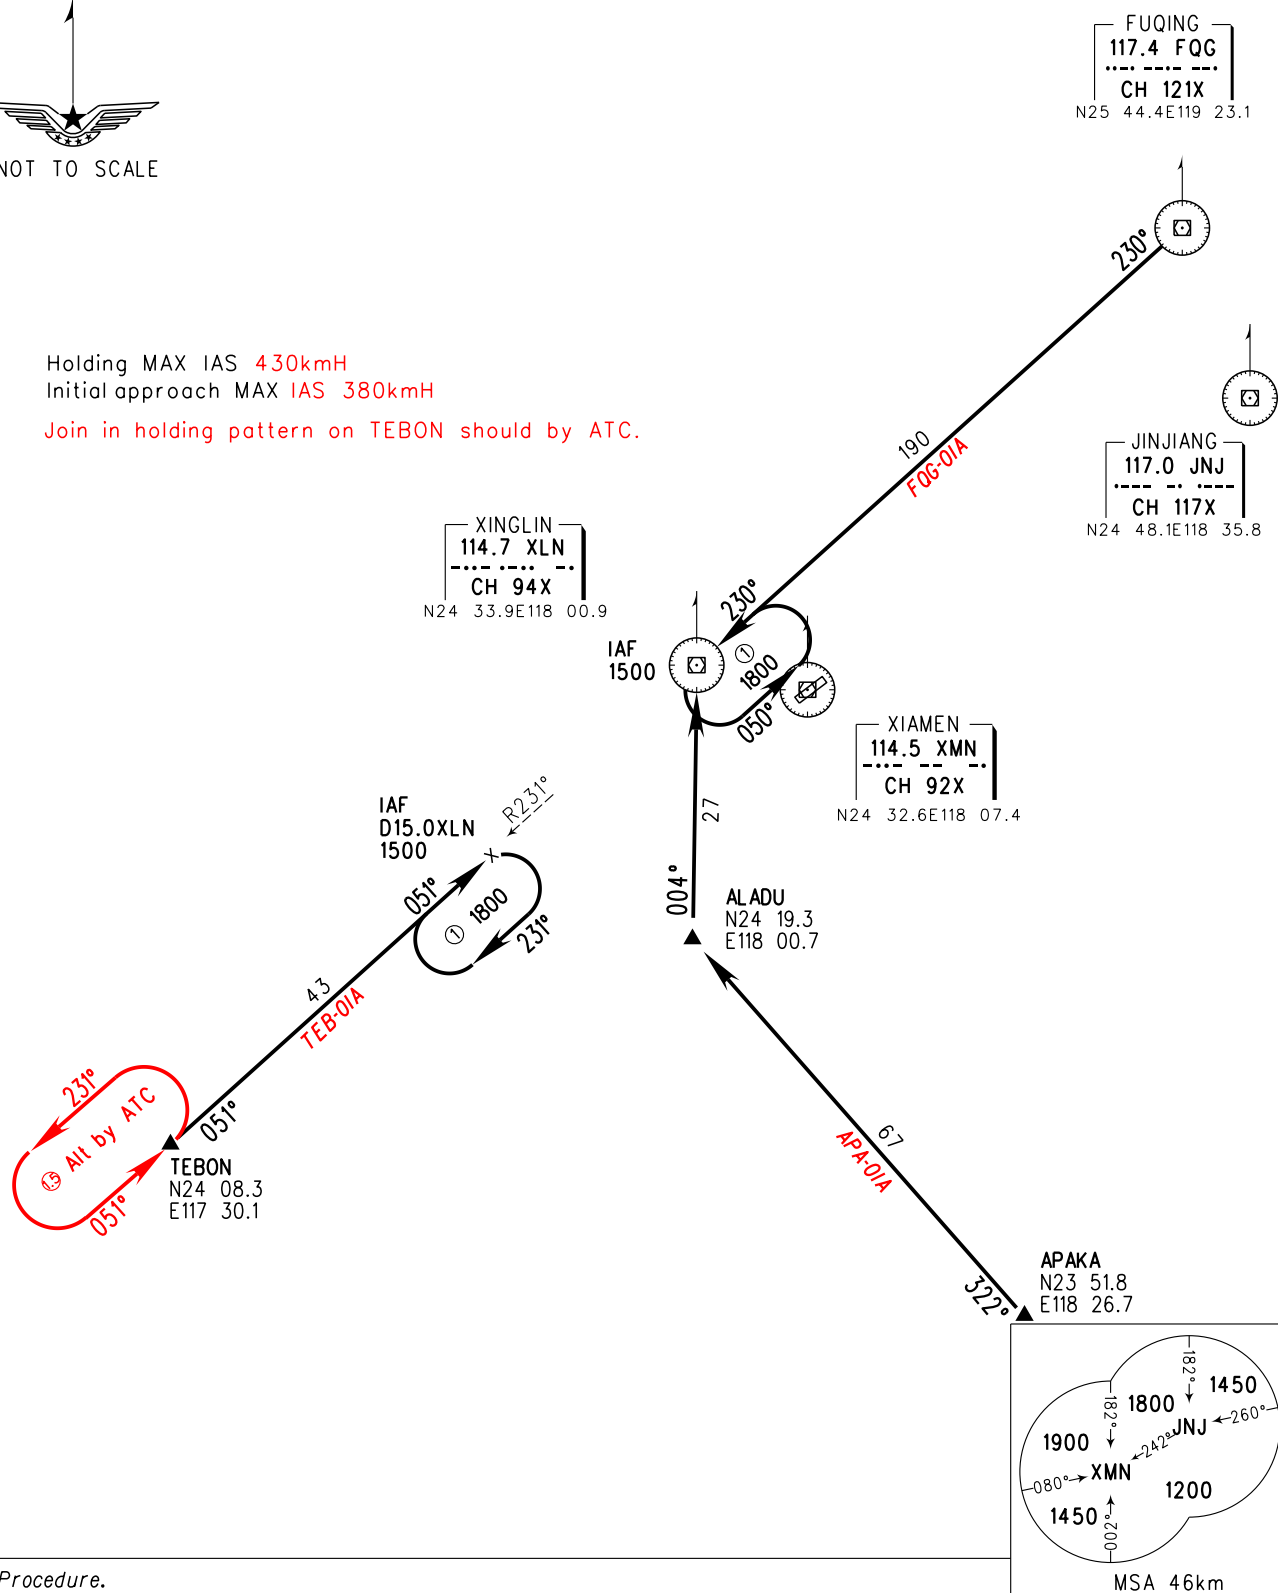 FUQING
117.4 FQG
..-. --.- --.
CH 121X
N25 44.4E119 23.1
NOT TO SCALE
230°
Holding MAX IAS 430kmH
Initial approach MAX IAS 380kmH
Join in holding pattern on TEBON should by ATC.
190
FQG-01A
JINJIANG
117.0 JNJ
.--- -. .---
CH 117X
N24 48.1E118 35.8
XINGLIN
114.7 XLN
-..- .-.. -.
CH 94X
N24 33.9E118 00.9
230°
IAF
1500
1
1800
050°
XIAMEN
114.5 XMN
-..- -- -.
CH 92X
N24 32.6E118 07.4
27
004°
IAF
D15.0XLN
1500
R231°
X
051°
1
1800
231°
ALADU
N24 19.3
E118 00.7
43
TEB-01A
231°
1.5
Alt by ATC
051°
051°
TEBON
N24 08.3
E117 30.1
67
APA-01A
322°
APAKA
N23 51.8
E118 26.7
182°
1450
1800
182°
JNJ
260°
1900
242°
XMN
080°
1200
1450
002°
MSA 46km
Procedure.